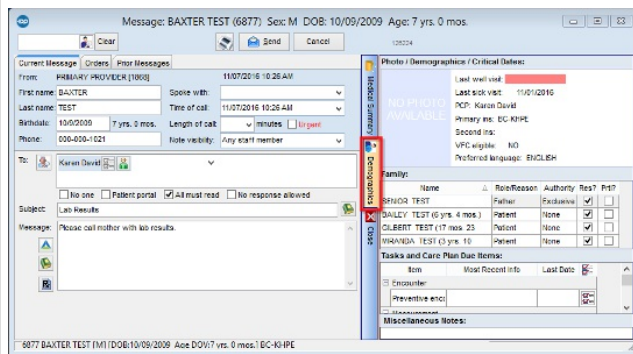 Message: BAXTER TEST (6877) Sex: M DOB: 10/09/2009 Age: 7 yrs. 0 mos.
Clear
Send
Cancel
Current Message
Orders
Prior Messages
From: PRIMARY PROVIDER [1868] 11/07/2016 10:26 AM
First name: BAXTER Spoke with:
Last name: TEST Time of call: 11/07/2016 10:26 AM
Birthdate: 10/9/2009 7 yrs. 0 mos. Length of call: minutes Urgent
Phone: 000-000-1021 Note visibility: Any staff member
To: Karen David
No one Patient portal All must read No response allowed
Subject: Lab Results
Message: Please call mother with lab results.
Medical Summary
Demographics
Close
Photo / Demographics / Critical Dates:
NO PHOTO
AVAILABLE
Last well visit:
Last sick visit: 11/01/2016
PCP: Karen David
Primary ins: BC-KHPE
Second ins:
VFC eligible: NO
Preferred language: ENGLISH
Family:
Name Role/Reason Authority Res? Prt?
SENIOR TEST Father Exclusive
BAILEY TEST (6 yrs. 4 mos.) Patient None
GILBERT TEST (17 mos. 23 Patient None
MIRANDA TEST (3 yrs. 10 Patient None
Tasks and Care Plan Due Items:
Item Most Recent Info Last Date
Encounter
Preventive enc
Miscellaneous Notes:
6877 BAXTER TEST [M] [DOB:10/09/2009 Age DOV:7 yrs. 0 mos.] BC-KHPE